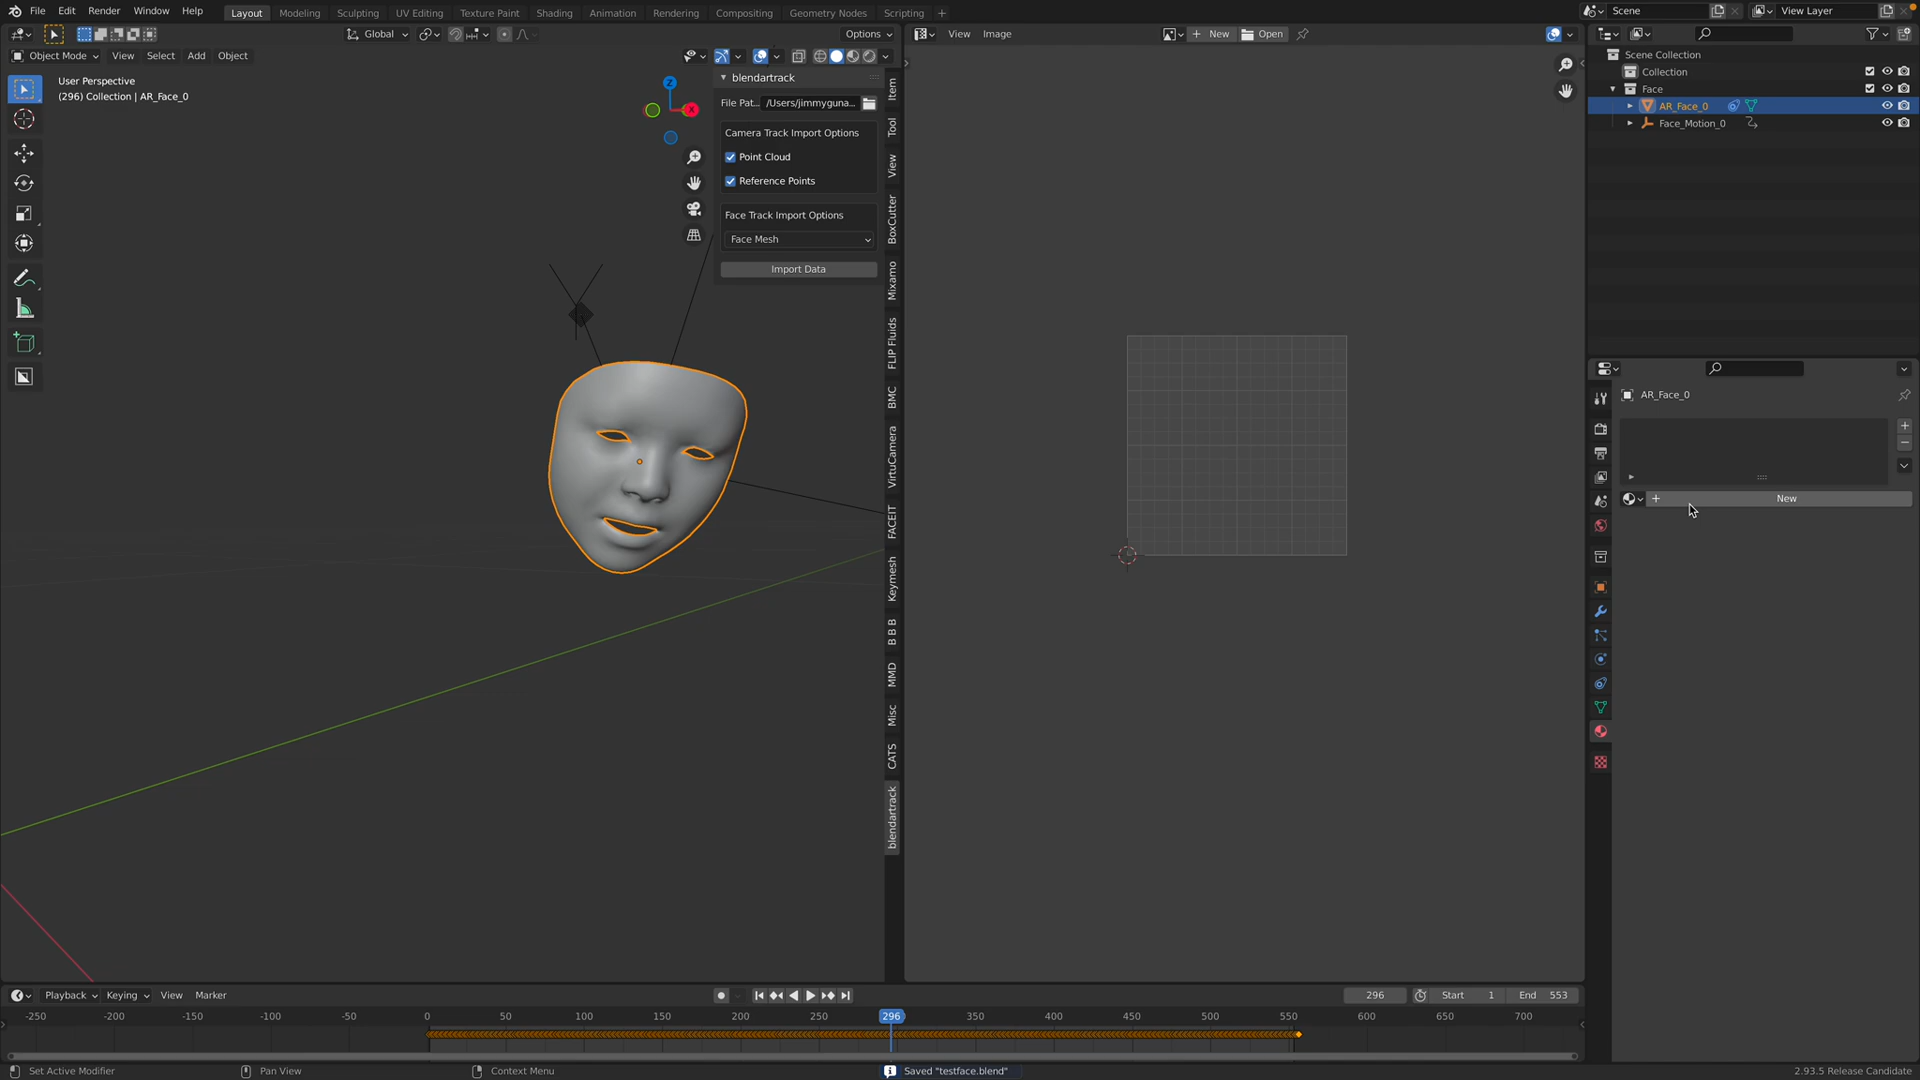 File Edit Render Window Help
Layout Modeling Sculpting UV Editing Texture Paint Shading Animation Rendering Compositing Geometry Nodes Scripting +
Scene
View Layer
Global
Options
View Image
New
Open
Object Mode
View Select Add Object
User Perspective
(296) Collection | AR_Face_0
Z
X
blendartrack
File Pat...
/Users/jimmyguna...
Camera Track Import Options
Point Cloud
Reference Points
Face Track Import Options
Face Mesh
Import Data
Item
Tool
View
BoxCutter
Mixamo
FLIP Fluids
BMC
VirtuCamera
FACEIT
Keymesh
B B B
MMD
Misc
CATS
blendartrack
Scene Collection
Collection
Face
AR_Face_0
Face_Motion_0
AR_Face_0
New
Playback Keying View Marker
296
Start 1
End 553
-250 -200 -150 -100 -50 0 50 100 150 200 250 296 350 400 450 500 550 600 650 700
Set Active Modifier
Pan View
Context Menu
Saved "testface.blend"
2.93.5 Release Candidate